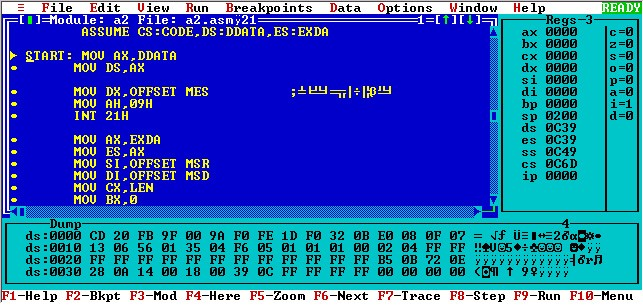 ≡ File Edit View Run Breakpoints Data Options Window Help READY
Module: a2 File: a2.asm 21 1
ASSUME CS:CODE,DS:DDATA,ES:EXDA
START: MOV AX,DDATA
MOV DS,AX
MOV DX,OFFSET MES ;
MOV AH,09H
INT 21H
MOV AX,EXDA
MOV ES,AX
MOV SI,OFFSET MSR
MOV DI,OFFSET MSD
MOV CX,LEN
MOV BX,0
Regs-3
ax 0000 c=0
bx 0000 z=0
cx 0000 s=0
dx 0000 o=0
si 0000 p=0
di 0000 a=0
bp 0000 i=1
sp 0200 d=0
ds 0C39
es 0C39
ss 0C49
cs 0C6D
ip 0000
Dump 4
ds:0000 CD 20 FB 9F 00 9A F0 FE 1D F0 32 0B E0 08 0F 07
ds:0010 13 06 56 01 35 04 F6 05 01 01 01 00 02 04 FF FF
ds:0020 FF FF FF FF FF FF FF FF FF FF FF FF B5 0B 72 0E
ds:0030 28 0A 14 00 18 00 39 0C FF FF FF FF 00 00 00 00
F1-Help F2-Bkpt F3-Mod F4-Here F5-Zoom F6-Next F7-Trace F8-Step F9-Run F10-Menu